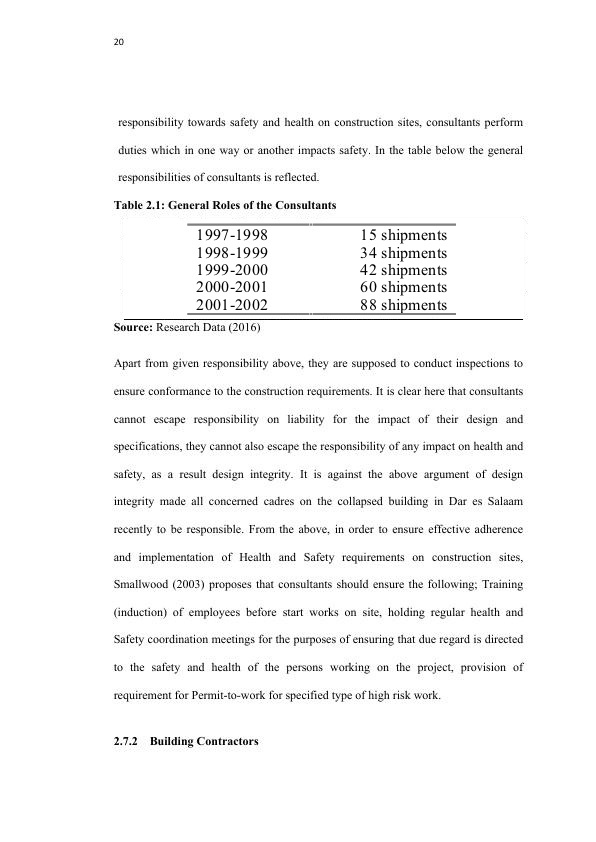 20
responsibility towards safety and health on construction sites, consultants perform
duties which in one way or another impacts safety. In the table below the general
responsibilities of consultants is reflected.
Table 2.1: General Roles of the Consultants
1997-1998 15 shipments
1998-1999 34 shipments
1999-2000 42 shipments
2000-2001 60 shipments
2001-2002 88 shipments
Source: Research Data (2016)
Apart from given responsibility above, they are supposed to conduct inspections to
ensure conformance to the construction requirements. It is clear here that consultants
cannot escape responsibility on liability for the impact of their design and
specifications, they cannot also escape the responsibility of any impact on health and
safety, as a result design integrity. It is against the above argument of design
integrity made all concerned cadres on the collapsed building in Dar es Salaam
recently to be responsible. From the above, in order to ensure effective adherence
and implementation of Health and Safety requirements on construction sites,
Smallwood (2003) proposes that consultants should ensure the following; Training
(induction) of employees before start works on site, holding regular health and
Safety coordination meetings for the purposes of ensuring that due regard is directed
to the safety and health of the persons working on the project, provision of
requirement for Permit-to-work for specified type of high risk work.
2.7.2 Building Contractors